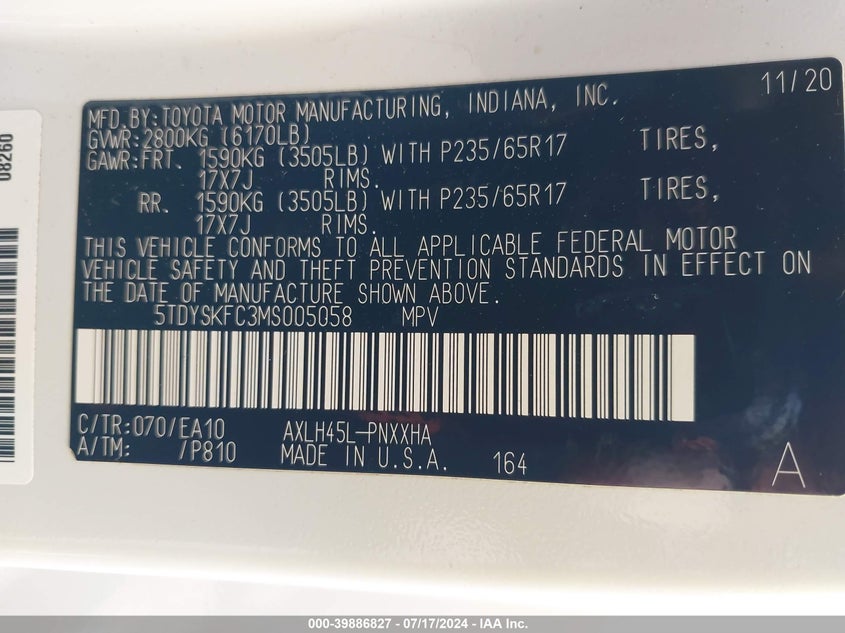 11/20
MFD.BY:TOYOTA MOTOR MANUFACTURING, INDIANA, INC.
GVWR:2800KG (6170LB)
GAWR:FRT. 1590KG (3505LB) WITH P235/65R17 TIRES,
17X7J RIMS.
RR. 1590KG (3505LB) WITH P235/65R17 TIRES,
17X7J RIMS.
THIS VEHICLE CONFORMS TO ALL APPLICABLE FEDERAL MOTOR
VEHICLE SAFETY AND THEFT PREVENTION STANDARDS IN EFFECT ON
THE DATE OF MANUFACTURE SHOWN ABOVE.
5TDYSKFC3MS005058 MPV
C/TR:070/EA10 AXLH45L-PNXXHA
A/TM: /P810 MADE IN U.S.A. 164
A
08260
000-39886827 - 07/17/2024 - IAA, Inc.